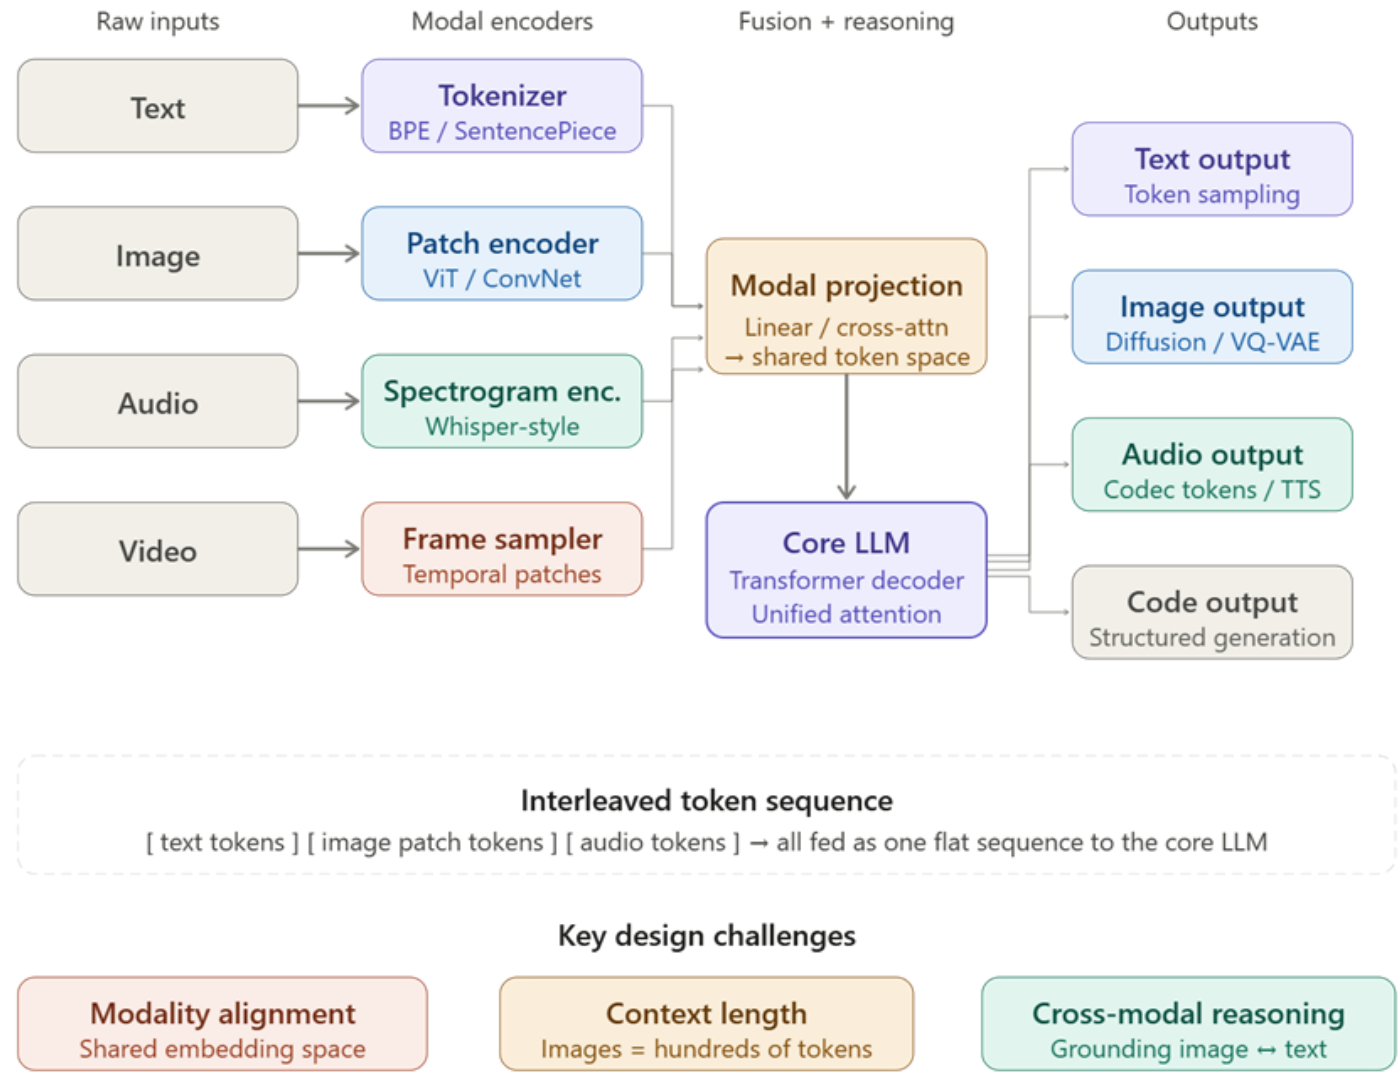 Raw inputs
Modal encoders
Fusion + reasoning
Outputs
Text
Tokenizer
BPE / SentencePiece
Image
Patch encoder
ViT / ConvNet
Audio
Spectrogram enc.
Whisper-style
Video
Frame sampler
Temporal patches
Modal projection
Linear / cross-attn
→ shared token space
Core LLM
Transformer decoder
Unified attention
Text output
Token sampling
Image output
Diffusion / VQ-VAE
Audio output
Codec tokens / TTS
Code output
Structured generation
Interleaved token sequence
[ text tokens ] [ image patch tokens ] [ audio tokens ] → all fed as one flat sequence to the core LLM
Key design challenges
Modality alignment
Shared embedding space
Context length
Images = hundreds of tokens
Cross-modal reasoning
Grounding image ↔ text